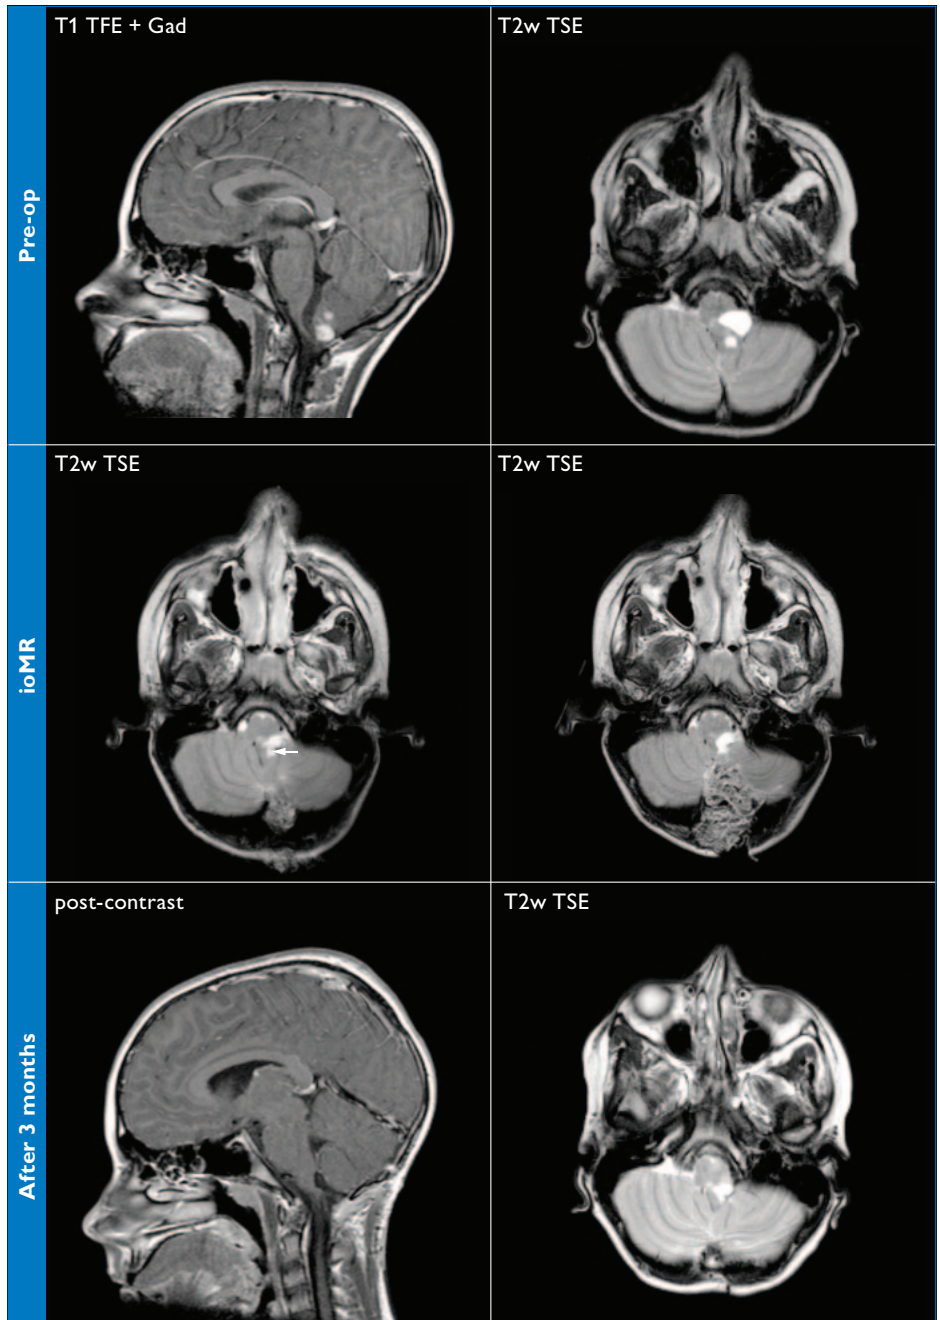 T1 TFE + Gad
T2w TSE
Pre-op
T2w TSE
T2w TSE
ioMR
post-contrast
T2w TSE
After 3 months